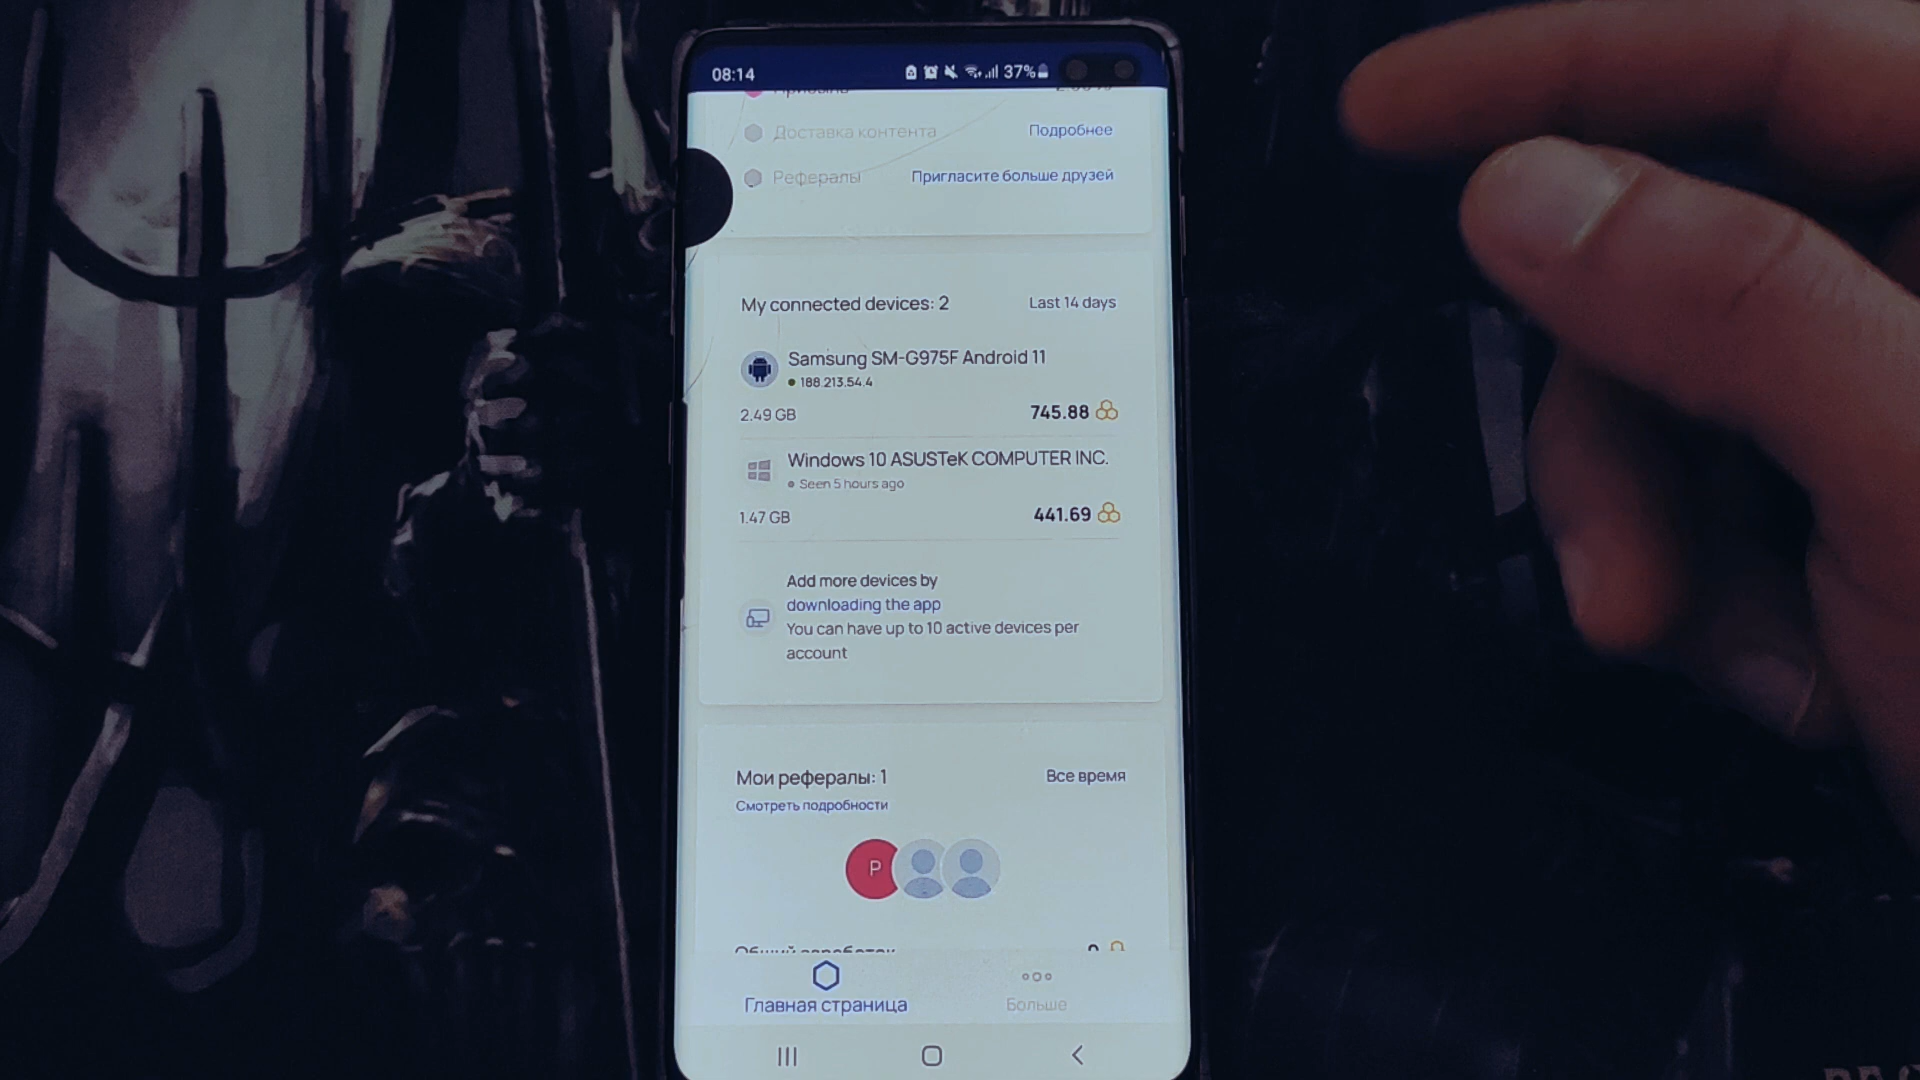 08:14
37%
Доставка контента Подробнее
Рефералы Пригласите больше друзей
My connected devices: 2 Last 14 days
Samsung SM-G975F Android 11
188.213.54.4
2.49 GB 745.88
Windows 10 ASUSTeK COMPUTER INC.
Seen 5 hours ago
1.47 GB 441.69
Add more devices by
downloading the app
You can have up to 10 active devices per
account
Мои рефералы: 1 Все время
Смотреть подробности
P
Главная страница Больше